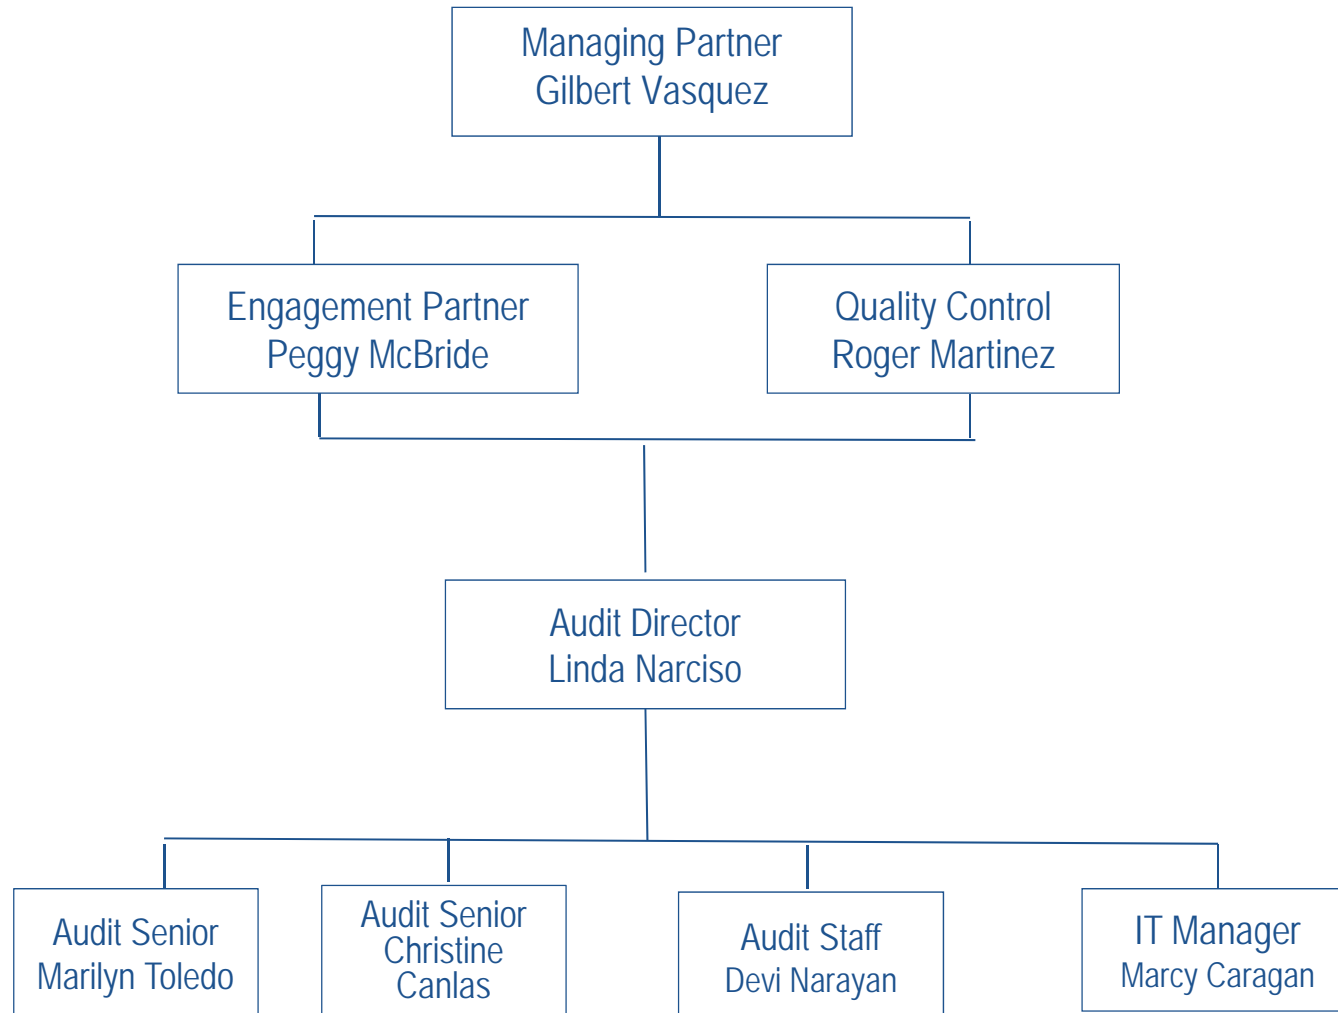 Managing Partner
Gilbert Vasquez
Engagement Partner
Peggy McBride
Quality Control
Roger Martinez
Audit Director
Linda Narciso
Audit Senior
Marilyn Toledo
Audit Senior
Christine
Canlas
Audit Staff
Devi Narayan
IT Manager
Marcy Caragan